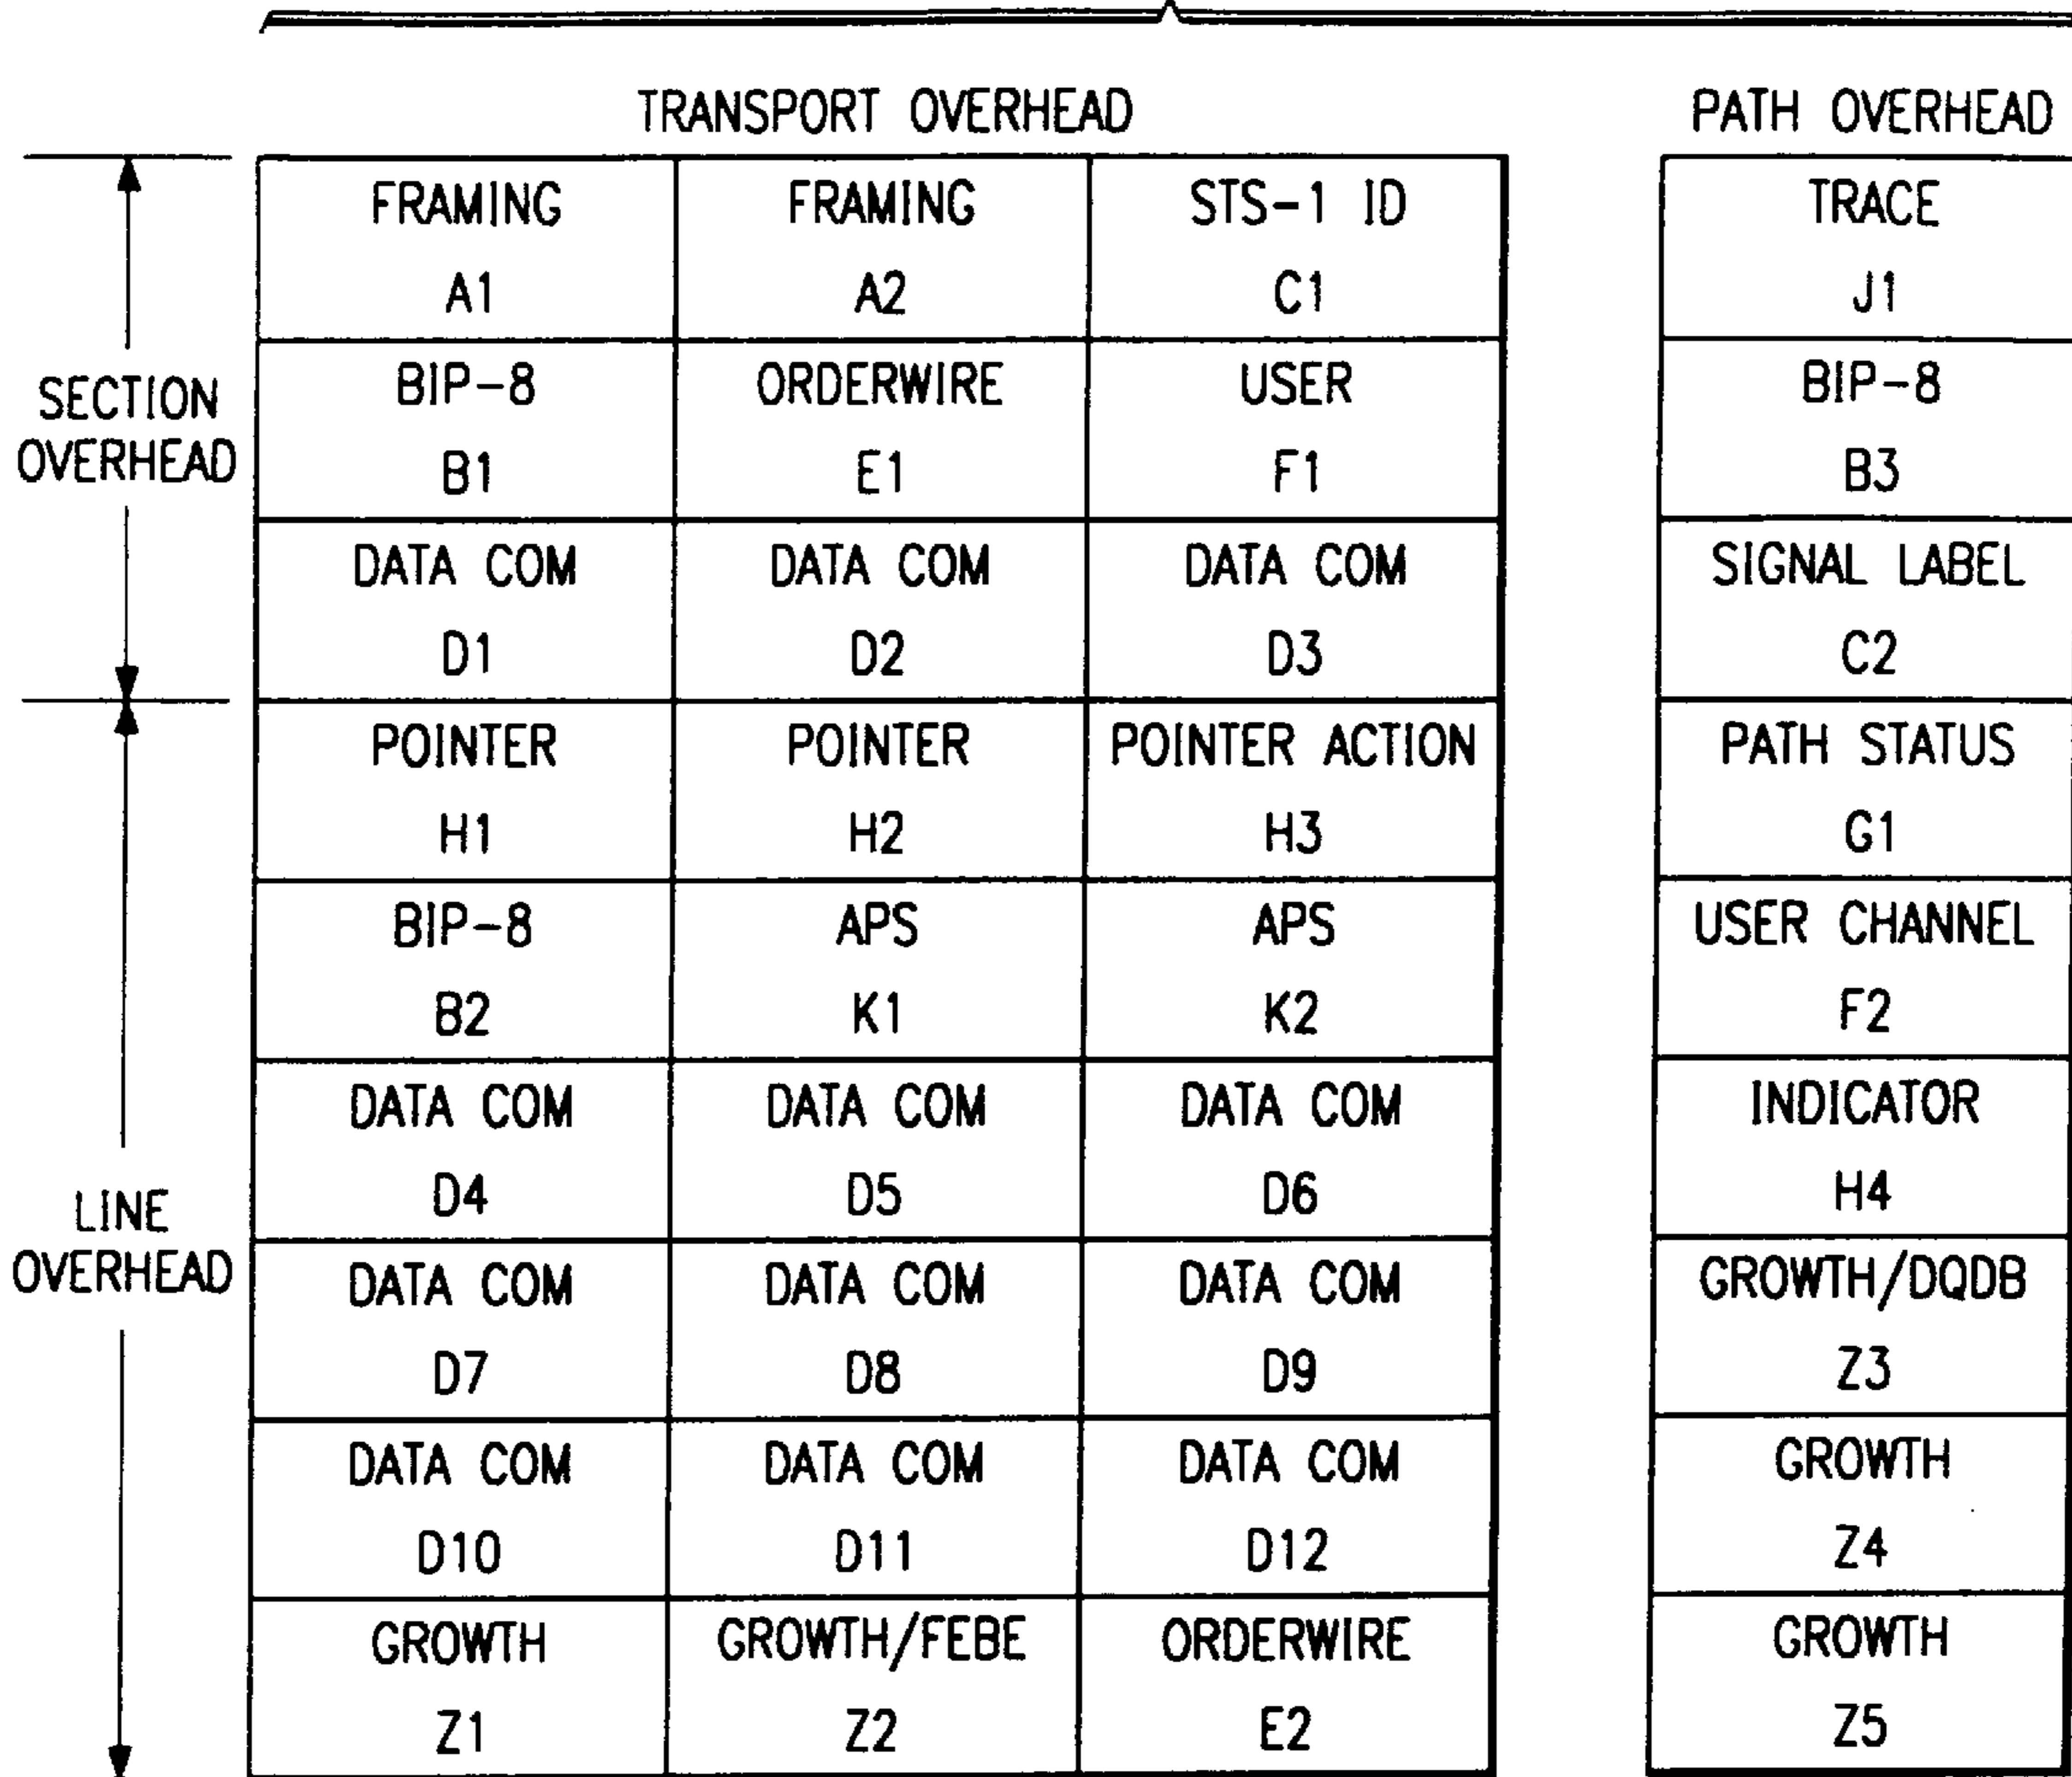 TRANSPORT OVERHEAD PATH OVERHEAD
FRAMING FRAMING STS-1 ID TRACE
A1 A2 C1 J1
SECTION
OVERHEAD
BIP-8 ORDERWIRE USER BIP-8
B1 E1 F1 B3
DATA COM DATA COM DATA COM SIGNAL LABEL
D1 D2 D3 C2
LINE
OVERHEAD
POINTER POINTER POINTER ACTION PATH STATUS
H1 H2 H3 G1
BIP-8 APS APS USER CHANNEL
B2 K1 K2 F2
DATA COM DATA COM DATA COM INDICATOR
D4 D5 D6 H4
DATA COM DATA COM DATA COM GROWTH/DQDB
D7 D8 D9 Z3
DATA COM DATA COM DATA COM GROWTH
D10 D11 D12 Z4
GROWTH GROWTH/FEBE ORDERWIRE GROWTH
Z1 Z2 E2 Z5